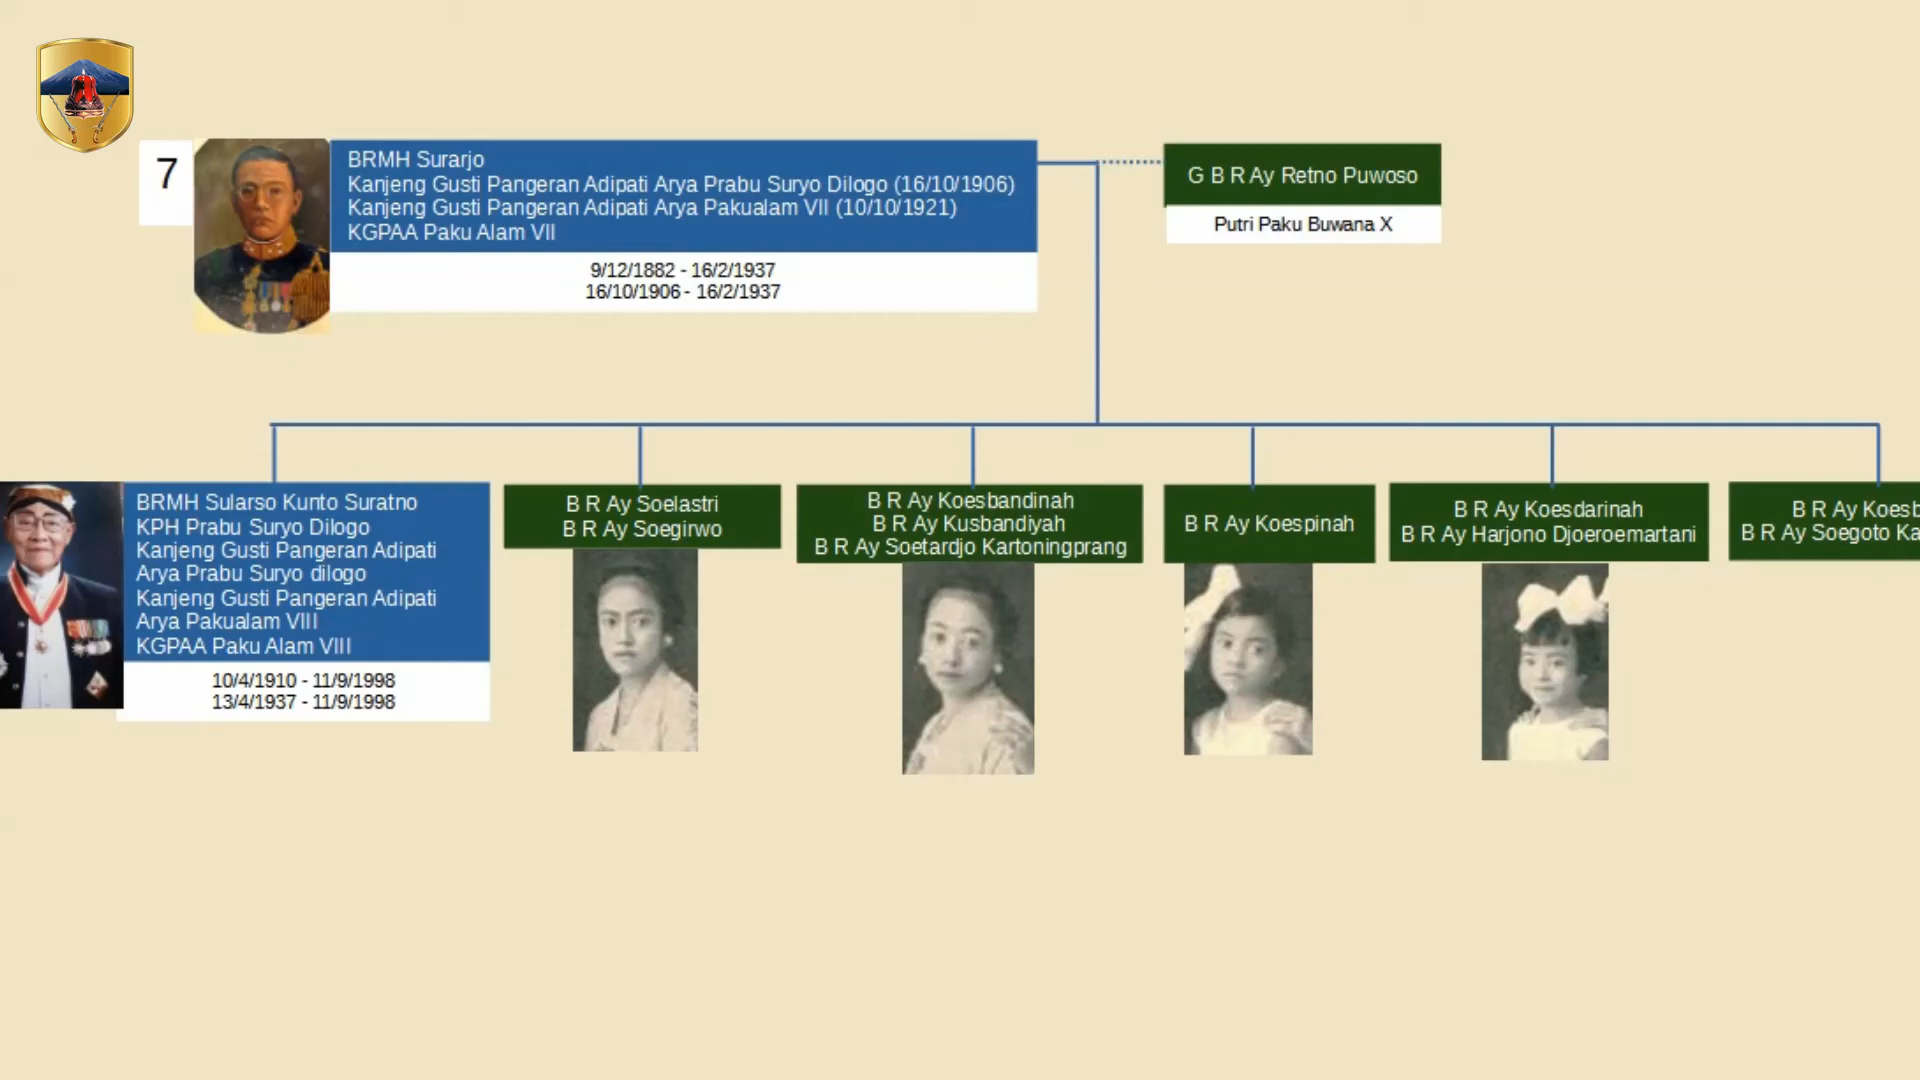 7
BRMH Surarjo
Kanjeng Gusti Pangeran Adipati Arya Prabu Suryo Dilogo (16/10/1906)
Kanjeng Gusti Pangeran Adipati Arya Pakualam VII (10/10/1921)
KGPAA Paku Alam VII
9/12/1882 - 16/2/1937
16/10/1906 - 16/2/1937
G B R Ay Retno Puwoso
Putri Paku Buwana X
BRMH Sularso Kunto Suratno
KPH Prabu Suryo Dilogo
Kanjeng Gusti Pangeran Adipati
Arya Prabu Suryo dilogo
Kanjeng Gusti Pangeran Adipati
Arya Pakualam VIII
KGPAA Paku Alam VIII
10/4/1910 - 11/9/1998
13/4/1937 - 11/9/1998
B R Ay Soelastri
B R Ay Soegirwo
B R Ay Koesbandinah
B R Ay Kusbandiyah
B R Ay Soetardjo Kartoningprang
B R Ay Koespinah
B R Ay Koesdarinah
B R Ay Harjono Djoeroemartani
B R Ay
B R Ay Soegoto